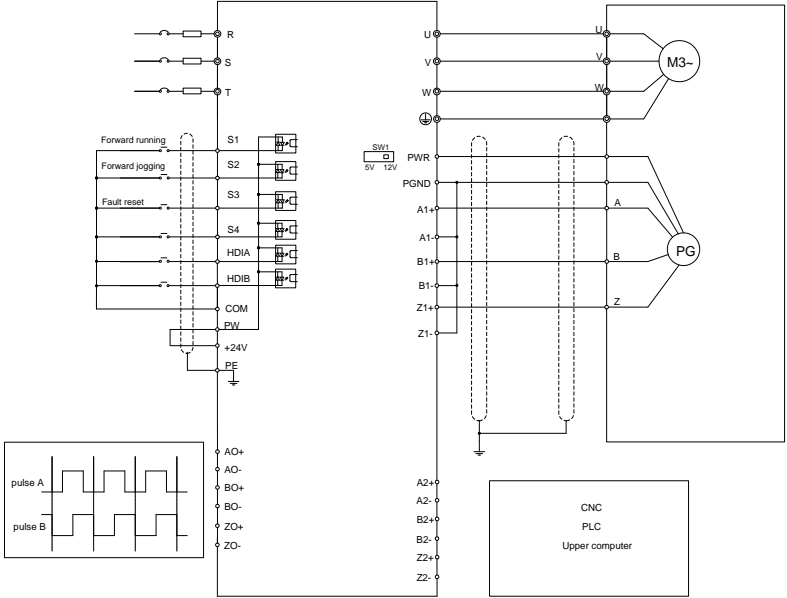 R
S
T
Forward running
S1
Forward jogging
S2
Fault reset
S3
S4
HDIA
HDIB
COM
PW
+24V
PE
SW1
5V 12V
U
V
W
PWR
PGND
A1+
A1-
B1+
B1-
Z1+
Z1-
U
V
W
M3~
A
B
Z
PG
pulse A
pulse B
AO+
AO-
BO+
BO-
ZO+
ZO-
A2+
A2-
B2+
B2-
Z2+
Z2-
CNC
PLC
Upper computer